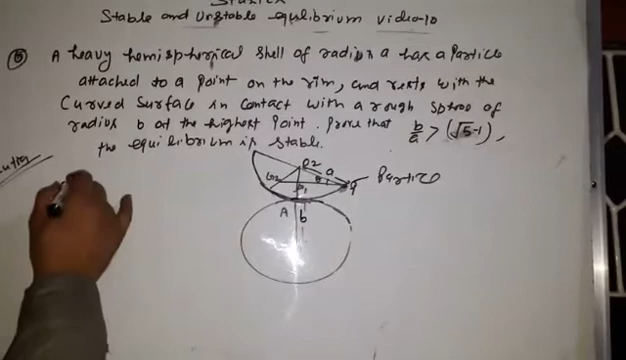 Stable and Unstable equilibrium video-10
A heavy hemispherical shell of radius a has a Particle
attached to a point on the rim, and rests with the
Curved Surface in Contact with a rough Sphere of
radius b at the highest Point. Prove that b/a > (√5-1),
the equilibrium is stable.
a
Particle
A
b